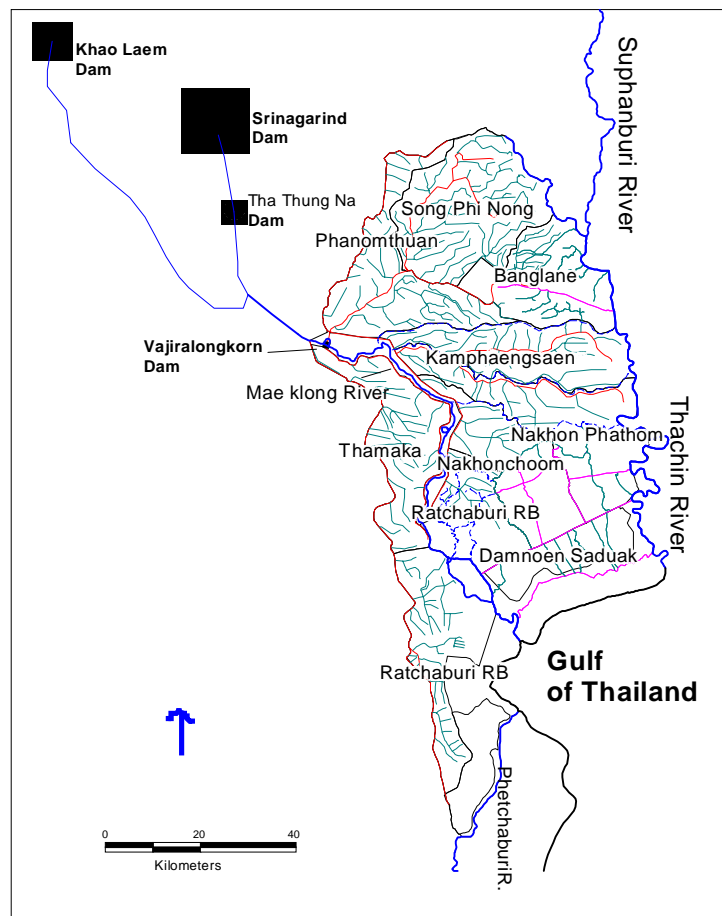 Khao Laem
Dam
Suphanburi River
Srinagarind
Dam
Tha Thung Na
Dam
Song Phi Nong
Phanomthuan
Banglane
Vajiralongkorn
Dam
Kamphaengsaen
Mae klong River
Thachin River
Nakhon Phathom
Thamaka
Nakhonchoom
Ratchaburi RB
Damnoen Saduak
Gulf
of Thailand
Ratchaburi RB
PhetchaburiR.
0 20 40
Kilometers